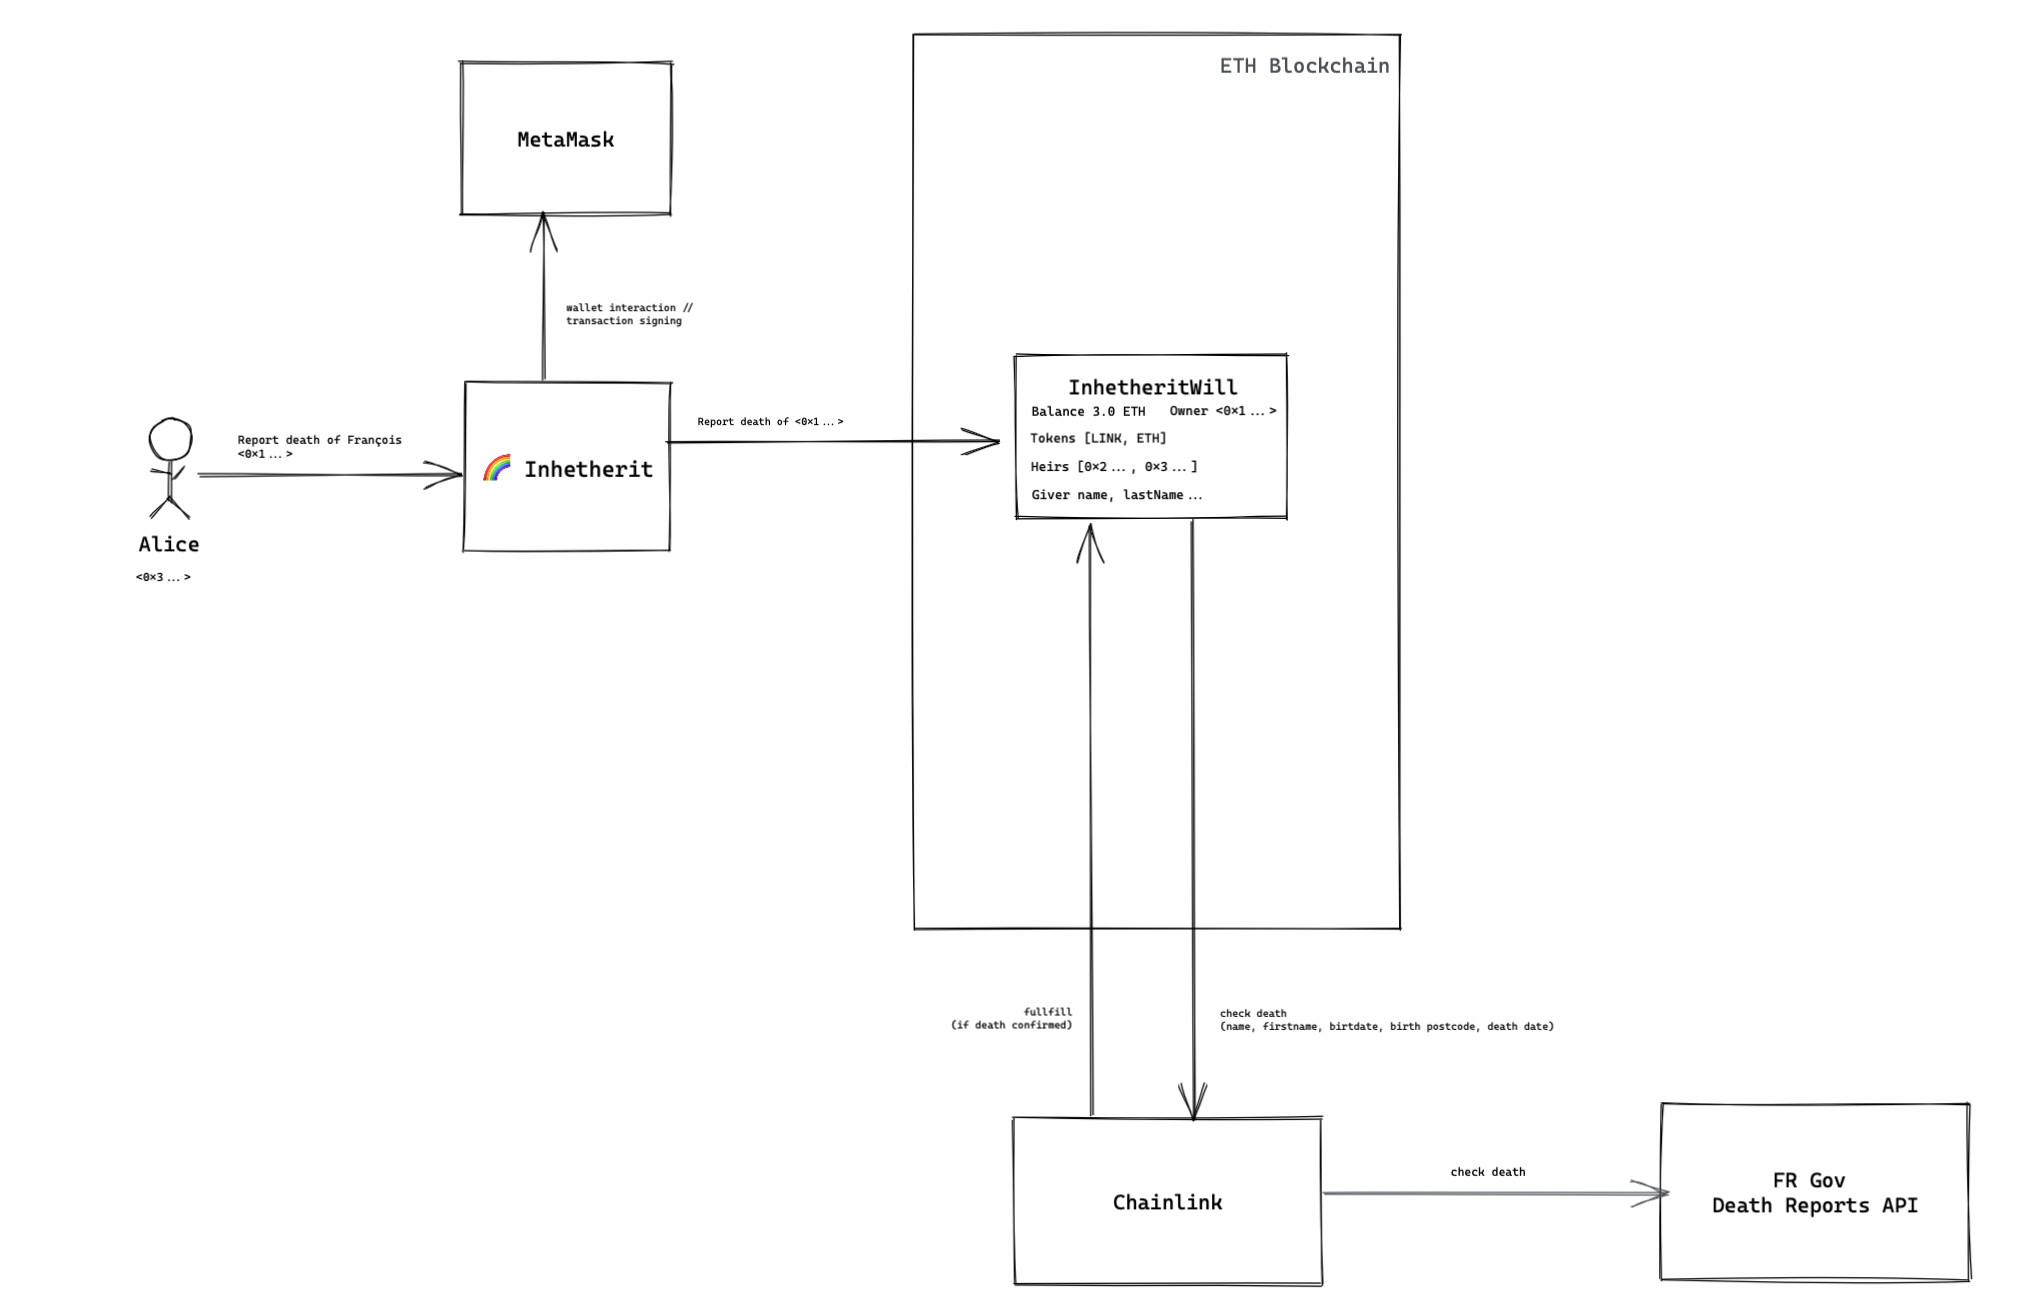 ETH Blockchain
MetaMask
wallet interaction //
transaction signing
InhetheritWill
Balance 3.0 ETH Owner <0×1...>
Tokens [LINK, ETH]
Heirs [0×2..., 0×3...]
Giver name, lastName...
Report death of <0×1...>
Report death of François
<0×1...>
Inhetherit
Alice
<0×3...>
fullfill
(if death confirmed)
check death
(name, firstname, birtdate, birth postcode, death date)
Chainlink
check death
FR Gov
Death Reports API